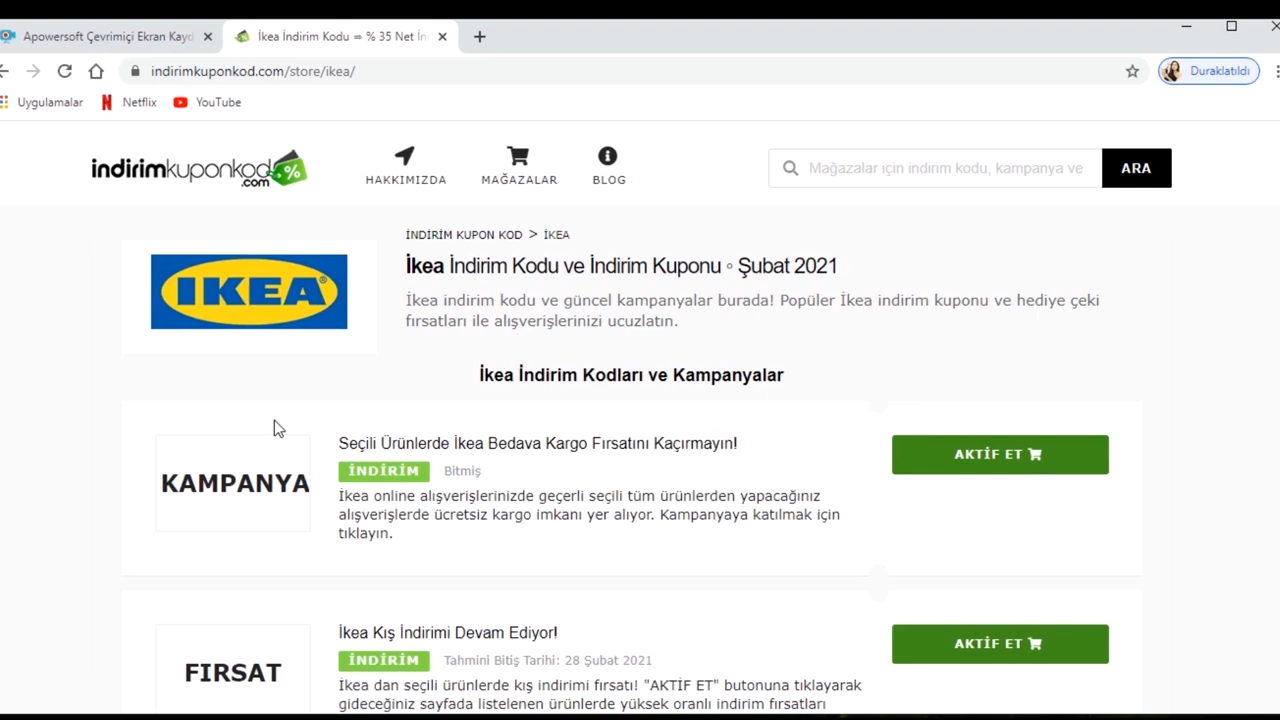 Apowersoft Çevrimiçi Ekran Kayd
İkea İndirim Kodu ⇒ % 35 Net İn
indirimkuponkod.com/store/ikea/
Duraklatıldı
Uygulamalar
Netflix
YouTube
indirimkuponkod
.com
%
HAKKIMIZDA
MAĞAZALAR
BLOG
Mağazalar için indirim kodu, kampanya ve
ARA
İNDİRİM KUPON KOD > İKEA
IKEA®
İkea İndirim Kodu ve İndirim Kuponu ◦ Şubat 2021
İkea indirim kodu ve güncel kampanyalar burada! Popüler İkea indirim kuponu ve hediye çeki
fırsatları ile alışverişlerinizi ucuzlatın.
İkea İndirim Kodları ve Kampanyalar
KAMPANYA
Seçili Ürünlerde İkea Bedava Kargo Fırsatını Kaçırmayın!
İNDİRİM Bitmiş
İkea online alışverişlerinizde geçerli seçili tüm ürünlerden yapacağınız
alışverişlerde ücretsiz kargo imkanı yer alıyor. Kampanyaya katılmak için
tıklayın.
AKTİF ET
FIRSAT
İkea Kış İndirimi Devam Ediyor!
İNDİRİM Tahmini Bitiş Tarihi: 28 Şubat 2021
İkea dan seçili ürünlerde kış indirimi fırsatı! "AKTİF ET" butonuna tıklayarak
gideceğiniz sayfada listelenen ürünlerde yüksek oranlı indirim fırsatları
AKTİF ET